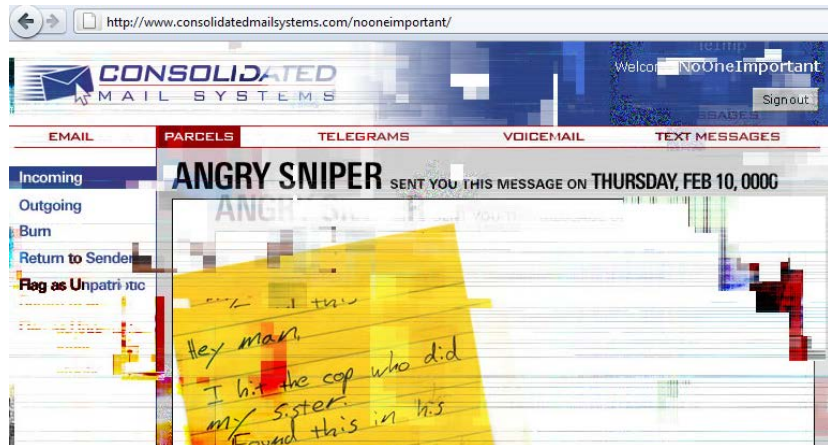 http://www.consolidatedmailsystems.com/nooneimportant/
CONSOLIDATED
MAIL SYSTEMS
Welcome NoOneImportant
Sign out
EMAIL PARCELS TELEGRAMS VOICEMAIL TEXT MESSAGES
Incoming
ANGRY SNIPER SENT YOU THIS MESSAGE ON THURSDAY, FEB 10, 000G
Outgoing
Burn
Return to Sender
Flag as Unpatriotic
this
Hey man,
I hit the cop who did
my sister.
Found this in his